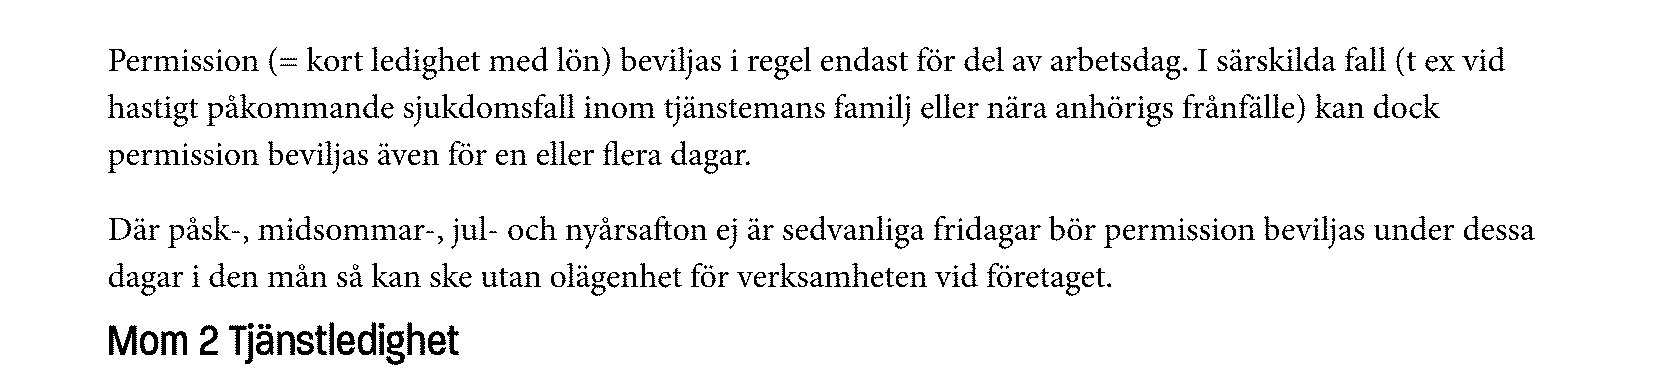 Permission (= kort ledighet med lön) beviljas i regel endast för del av arbetsdag. I särskilda fall (t ex vid
hastigt påkommande sjukdomsfall inom tjänstemans familj eller nära anhörigs frånfälle) kan dock
permission beviljas även för en eller flera dagar.
Där påsk-, midsommar-, jul- och nyårsafton ej är sedvanliga fridagar bör permission beviljas under dessa
dagar i den mån så kan ske utan olägenhet för verksamheten vid företaget.
Mom 2 Tjänstledighet